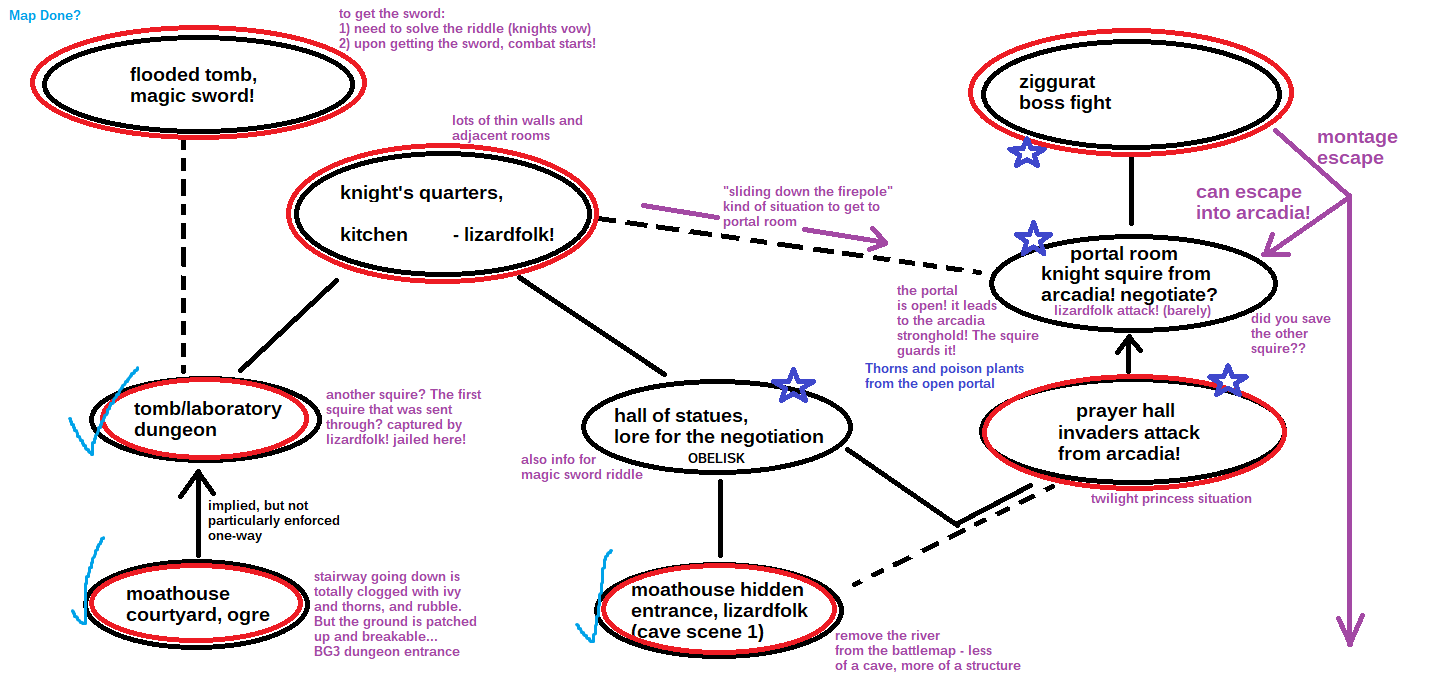 Map Done?
to get the sword:
1) need to solve the riddle (knights vow)
2) upon getting the sword, combat starts!
flooded tomb,
magic sword!
ziggurat
boss fight
montage
escape
can escape
into arcadia!
lots of thin walls and
adjacent rooms
knight's quarters,
kitchen - lizardfolk!
"sliding down the firepole"
kind of situation to get to
portal room
portal room
knight squire from
arcadia! negotiate?
lizardfolk attack! (barely)
the portal
is open! it leads
to the arcadia
stronghold! The squire
guards it!
did you save
the other
squire??
Thorns and poison plants
from the open portal
tomb/laboratory
dungeon
another squire? The first
squire that was sent
through? captured by
lizardfolk! jailed here!
hall of statues,
lore for the negotiation
OBELISK
also info for
magic sword riddle
prayer hall
invaders attack
from arcadia!
twilight princess situation
implied, but not
particularly enforced
one-way
moathouse
courtyard, ogre
stairway going down is
totally clogged with ivy
and thorns, and rubble.
But the ground is patched
up and breakable...
BG3 dungeon entrance
moathouse hidden
entrance, lizardfolk
(cave scene 1)
remove the river
from the battlemap - less
of a cave, more of a structure